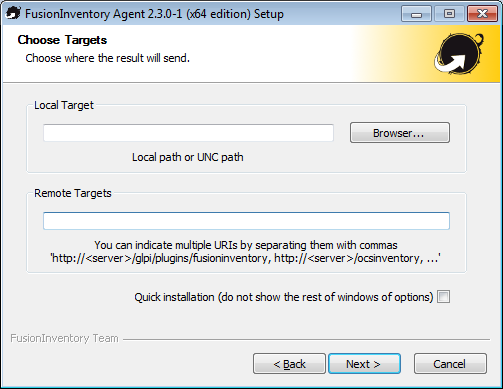 FusionInventory Agent 2.3.0-1 (x64 edition) Setup
Choose Targets
Choose where the result will send.
Local Target
Browser...
Local path or UNC path
Remote Targets
You can indicate multiple URIs by separating them with commas
'http://<server>/glpi/plugins/fusioninventory, http://<server>/ocsinventory, ...'
Quick installation (do not show the rest of windows of options)
FusionInventory Team
< Back
Next >
Cancel